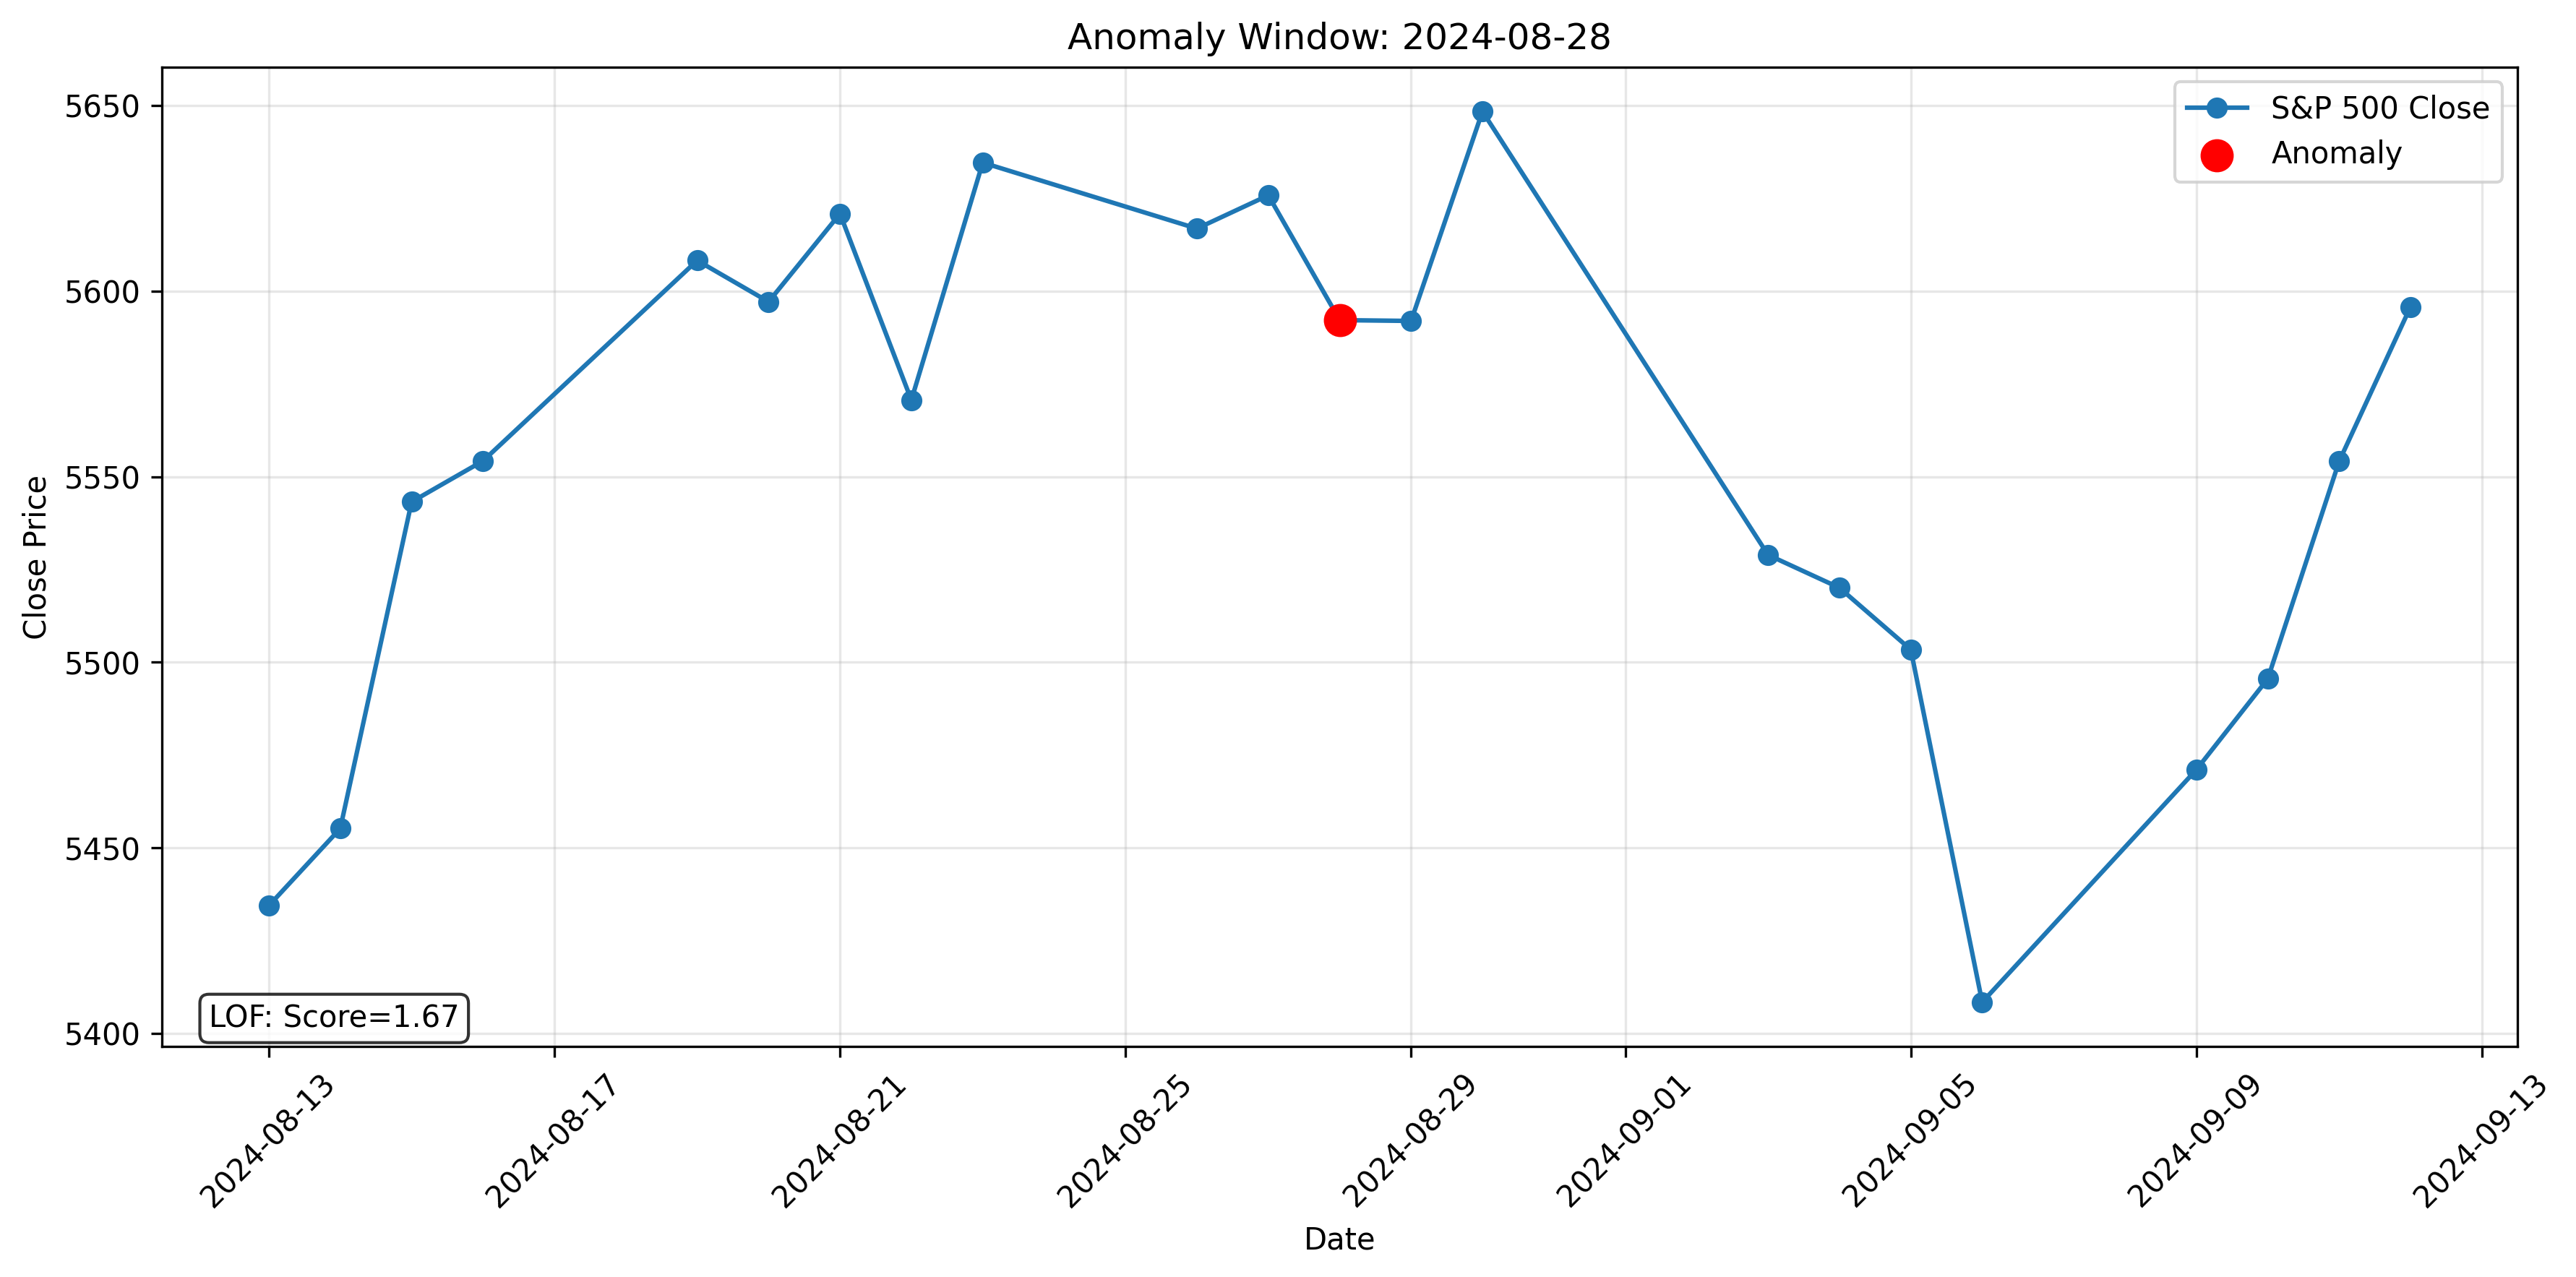 Anomaly Window: 2024-08-28
S&P 500 Close
Anomaly
Close Price
5650
5600
5550
5500
5450
5400
LOF: Score=1.67
2024-08-13
2024-08-17
2024-08-21
2024-08-25
2024-08-29
2024-09-01
2024-09-05
2024-09-09
2024-09-13
Date